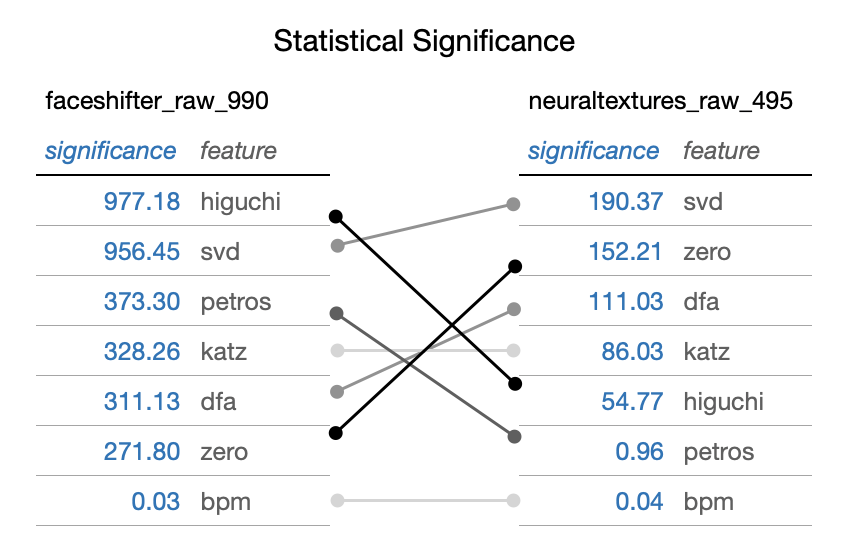 Statistical Significance
faceshifter_raw_990 neuraltextures_raw_495
significance feature significance feature
977.18 higuchi 190.37 svd
956.45 svd 152.21 zero
373.30 petros 111.03 dfa
328.26 katz 86.03 katz
311.13 dfa 54.77 higuchi
271.80 zero 0.96 petros
0.03 bpm 0.04 bpm